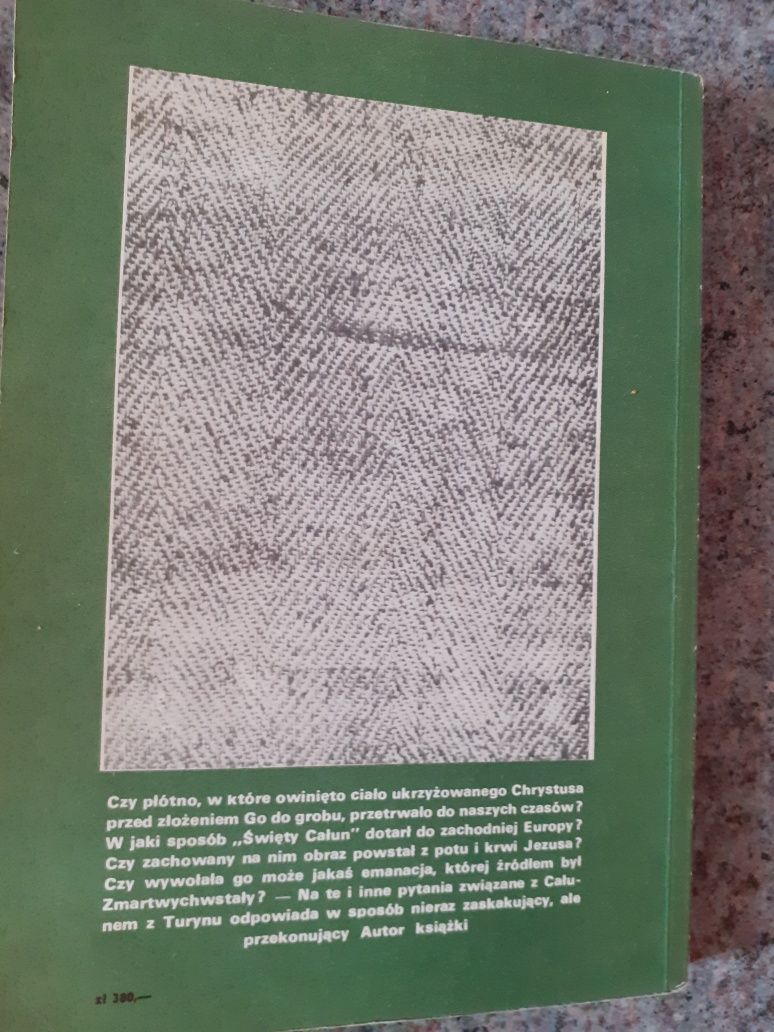 Czy płótno, w które owinięto ciało ukrzyżowanego Chrystusa
przed złożeniem Go do grobu, przetrwało do naszych czasów?
W jaki sposób „Święty Całun” dotarł do zachodniej Europy?
Czy zachowany na nim obraz powstał z potu i krwi Jezusa?
Czy wywołała go może jakaś emanacja, której źródłem był
Zmartwychwstały? — Na te i inne pytania związane z Cału-
nem z Turynu odpowiada w sposób nieraz zaskakujący, ale
przekonujący Autor książki
zł 380,—